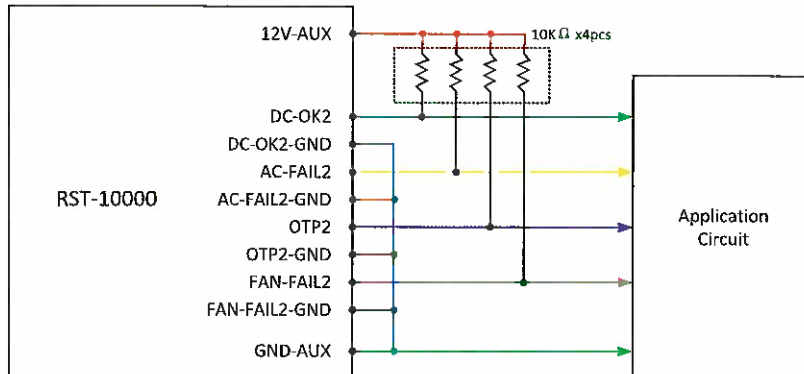 12V-AUX
10KΩ x4pcs
DC-OK2
DC-OK2-GND
AC-FAIL2
RST-10000
AC-FAIL2-GND
OTP2
Application
Circuit
OTP2-GND
FAN-FAIL2
FAN-FAIL2-GND
GND-AUX